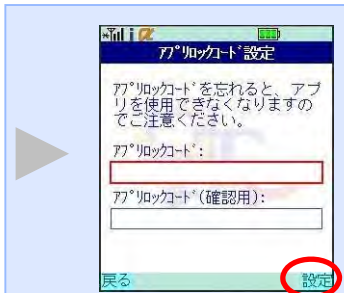 ｱﾌﾟﾘﾛｯｸｺｰﾄﾞ設定
ｱﾌﾟﾘﾛｯｸｺｰﾄﾞを忘れると、アプ
リを使用できなくなりますの
でご注意ください。
ｱﾌﾟﾘﾛｯｸｺｰﾄﾞ:
ｱﾌﾟﾘﾛｯｸｺｰﾄﾞ(確認用):
戻る 設定